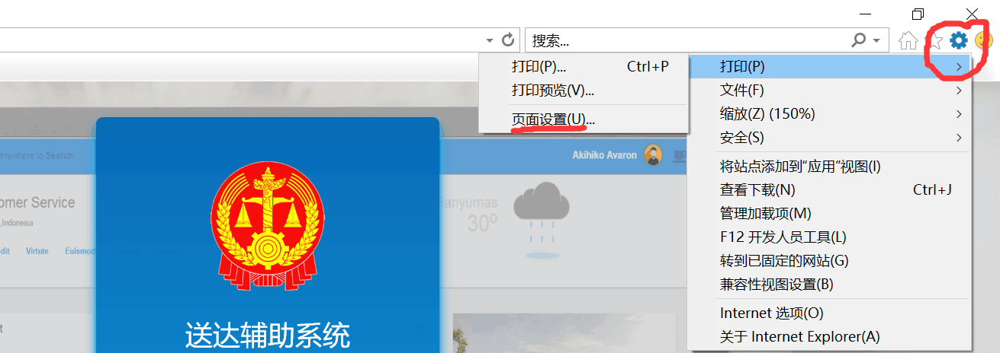 搜索...
打印(P)... Ctrl+P
打印预览(V)...
页面设置(U)...
打印(P)
文件(F)
缩放(Z) (150%)
安全(S)
将站点添加到“应用”视图(I)
查看下载(N) Ctrl+J
管理加载项(M)
F12 开发人员工具(L)
转到已固定的网站(G)
兼容性视图设置(B)
Internet 选项(O)
关于 Internet Explorer(A)
anywhere to Search
Akihiko Avaron
omer Service
,Indonesia
dit Virtute Euismod
Banyumas
30º
送达辅助系统